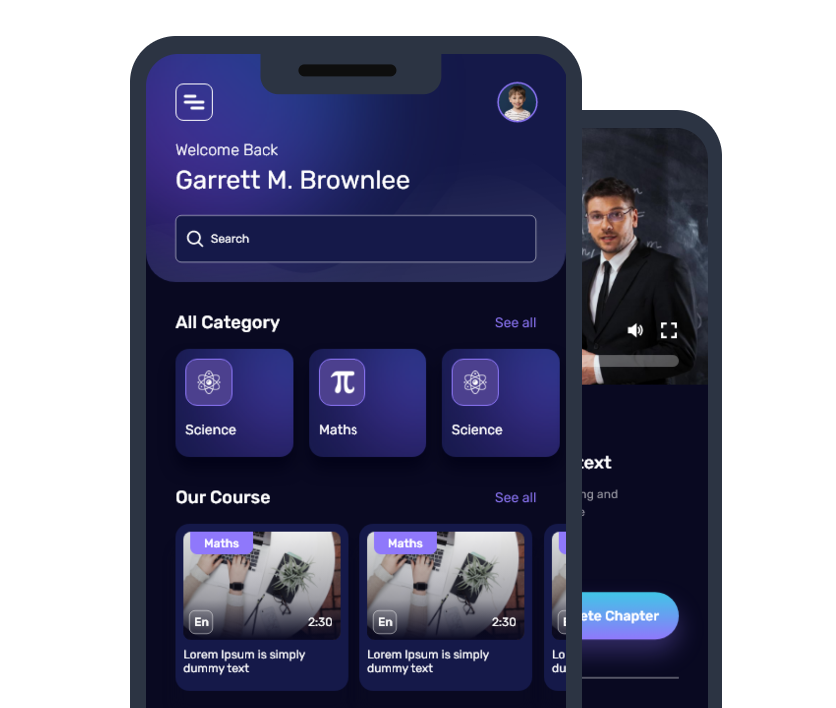 Welcome Back
Garrett M. Brownlee
Search
All Category
See all
π
Science
Maths
Science
Our Course
See all
Maths
Maths
En
2:30
En
2:30
Lorem Ipsum is simply
dummy text
Lorem Ipsum is simply
dummy text
Lo
du
text
ng and
e
ete Chapter